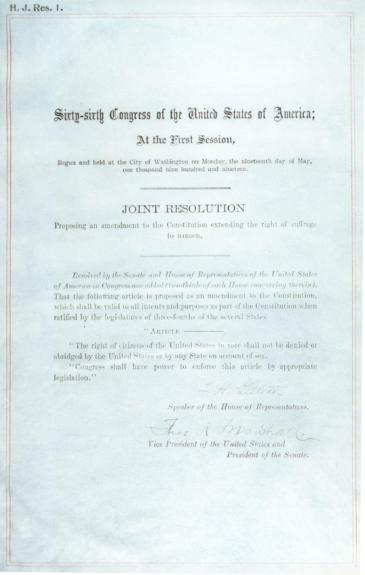 H. J. Res. 1.
Sixty-sixth Congress of the United States of America;
At the First Session,
Begun and held at the City of Washington on Monday, the nineteenth day of May,
one thousand nine hundred and nineteen.
JOINT RESOLUTION
Proposing an amendment to the Constitution extending the right of suffrage
to women.
Resolved by the Senate and House of Representatives of the United States
of America in Congress assembled (two-thirds of each House concurring therein),
That the following article is proposed as an amendment to the Constitution,
which shall be valid to all intents and purposes as part of the Constitution when
ratified by the legislatures of three-fourths of the several States.
"ARTICLE ————.
"The right of citizens of the United States to vote shall not be denied or
abridged by the United States or by any State on account of sex.
"Congress shall have power to enforce this article by appropriate
legislation."
Speaker of the House of Representatives.
Thos R Marshall
Vice President of the United States and
President of the Senate.